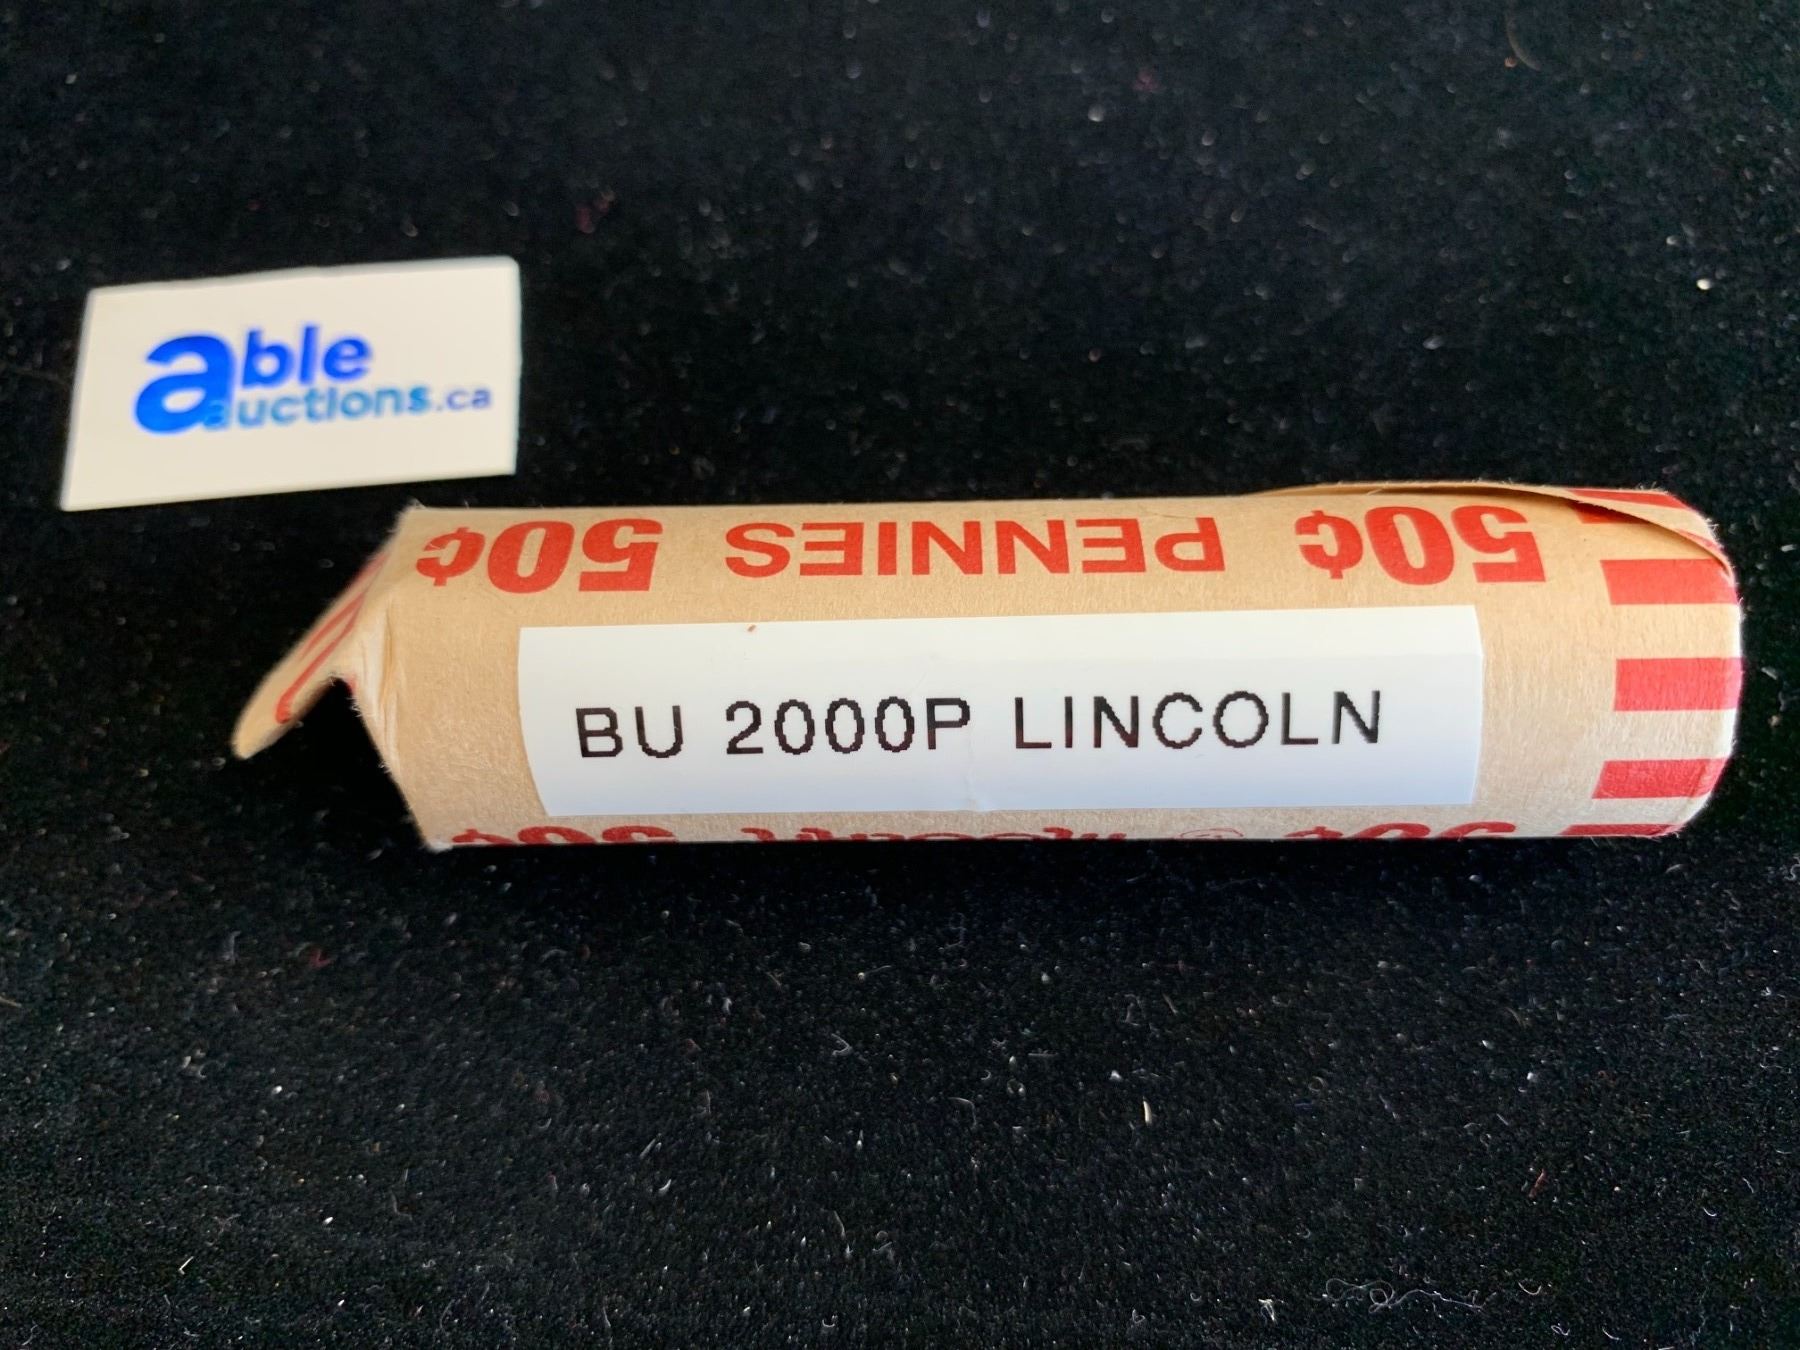 able
auctions.ca
50¢ PENNIES 50¢
BU 2000P LINCOLN